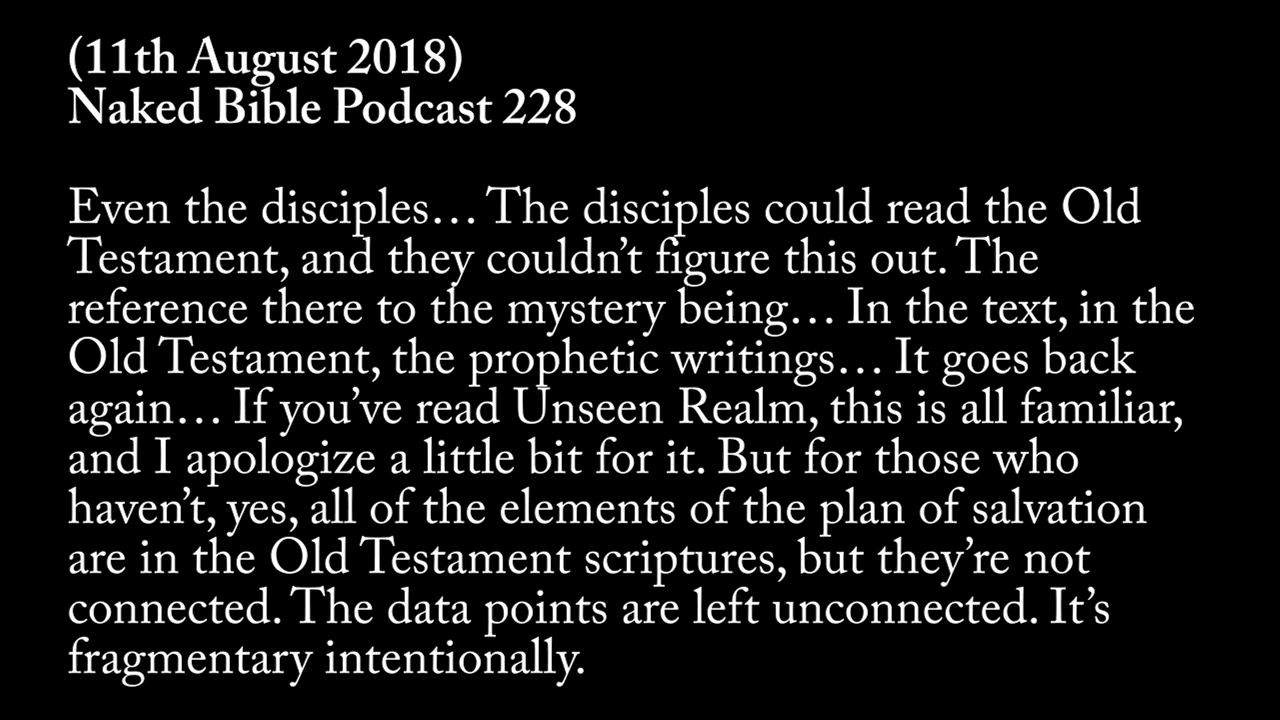 (11th August 2018)
Naked Bible Podcast 228
Even the disciples… The disciples could read the Old
Testament, and they couldn’t figure this out. The
reference there to the mystery being… In the text, in the
Old Testament, the prophetic writings… It goes back
again… If you’ve read Unseen Realm, this is all familiar,
and I apologize a little bit for it. But for those who
haven’t, yes, all of the elements of the plan of salvation
are in the Old Testament scriptures, but they’re not
connected. The data points are left unconnected. It’s
fragmentary intentionally.